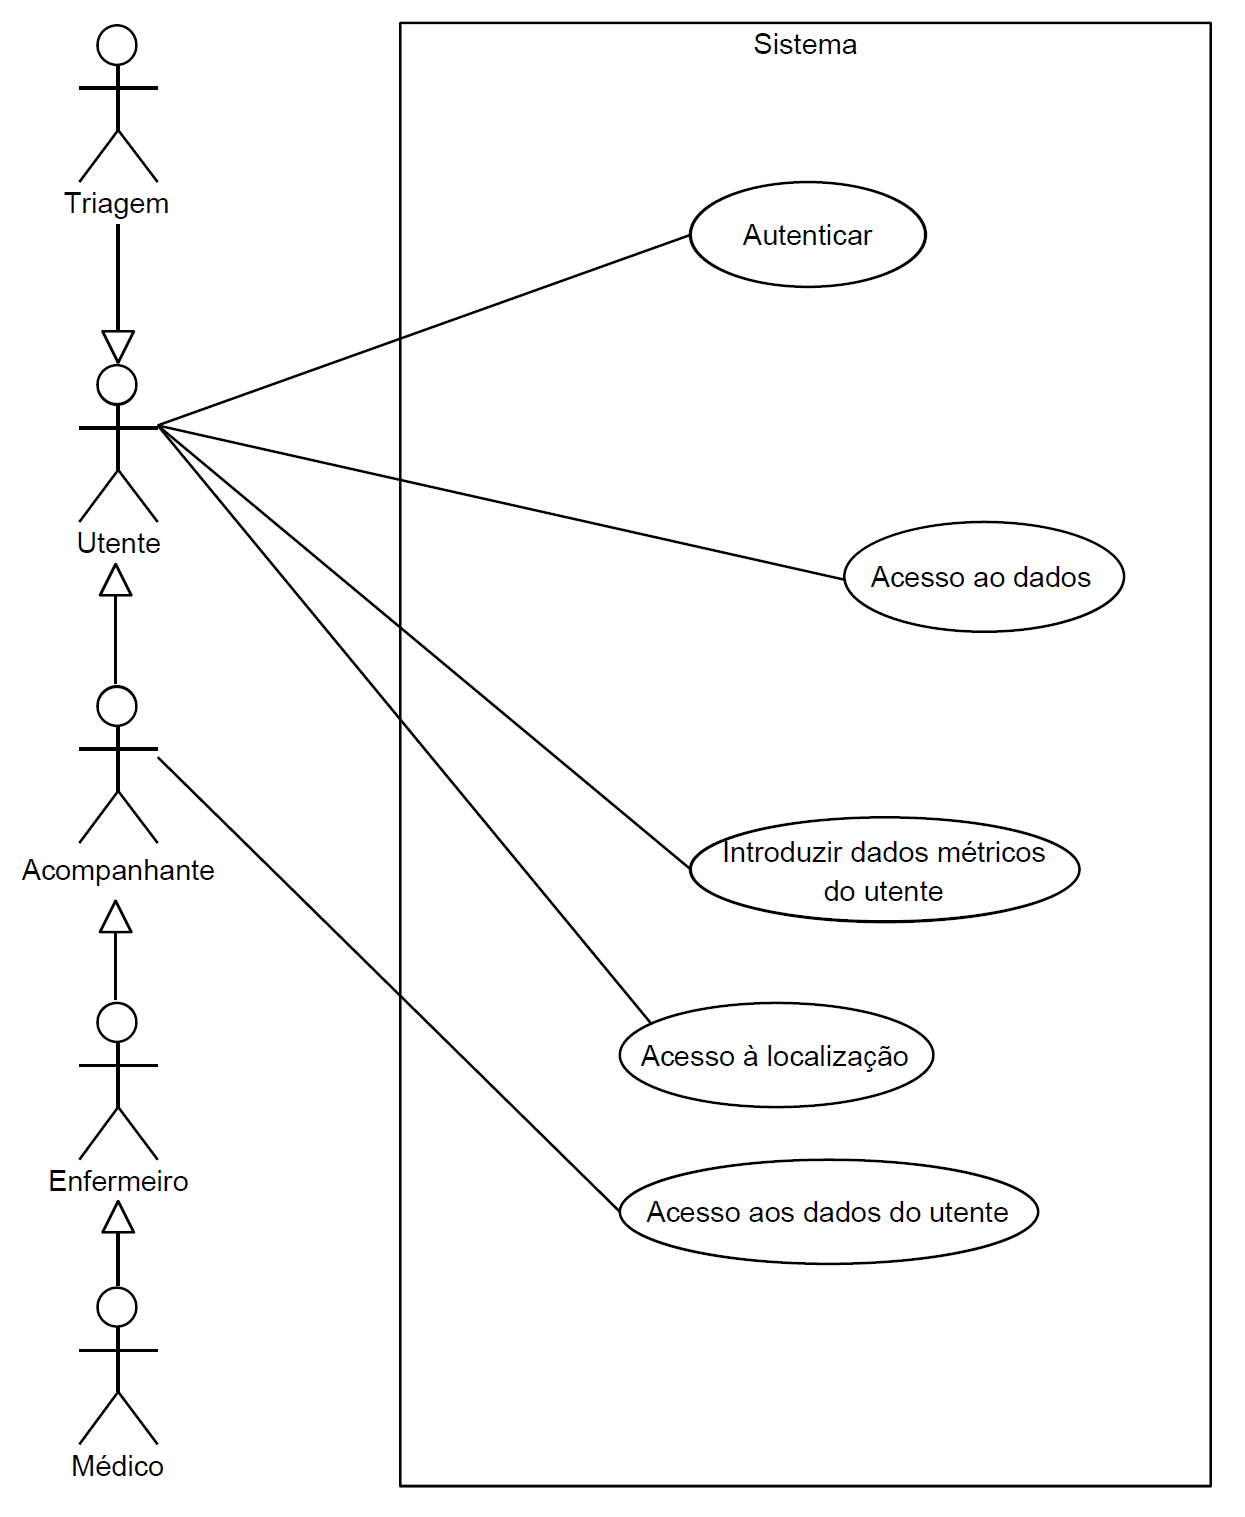 Sistema
Triagem
Autenticar
Utente
Acesso ao dados
Acompanhante
Introduzir dados métricos
do utente
Acesso à localização
Enfermeiro
Acesso aos dados do utente
Médico